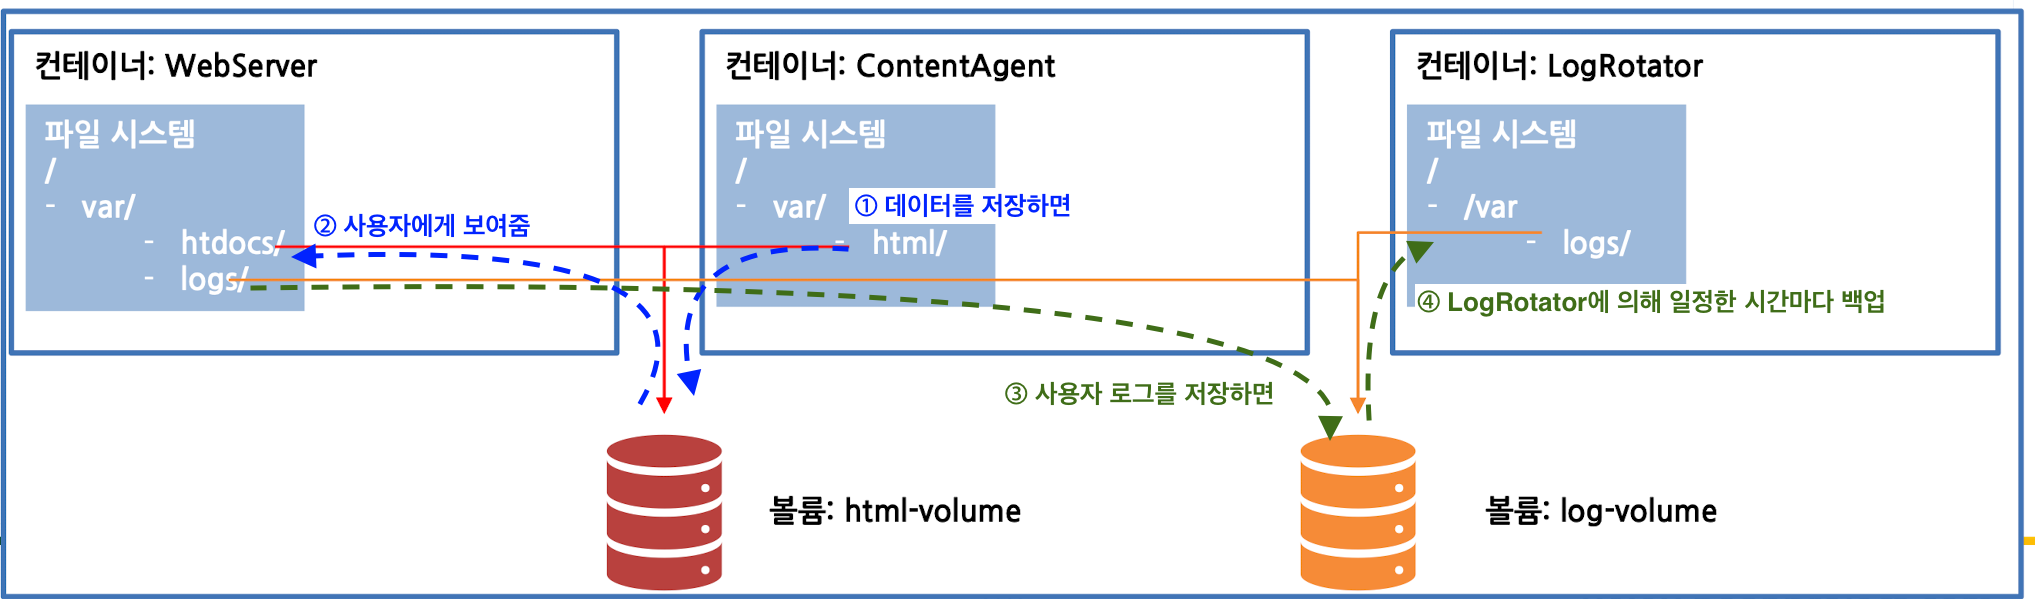 컨테이너: WebServer
파일 시스템
/
- var/
- htdocs/
- logs/
② 사용자에게 보여줌
컨테이너: ContentAgent
파일 시스템
/
- var/
① 데이터를 저장하면
- html/
컨테이너: LogRotator
파일 시스템
/
- /var
- logs/
④ LogRotator에 의해 일정한 시간마다 백업
③ 사용자 로그를 저장하면
볼륨: html-volume
볼륨: log-volume